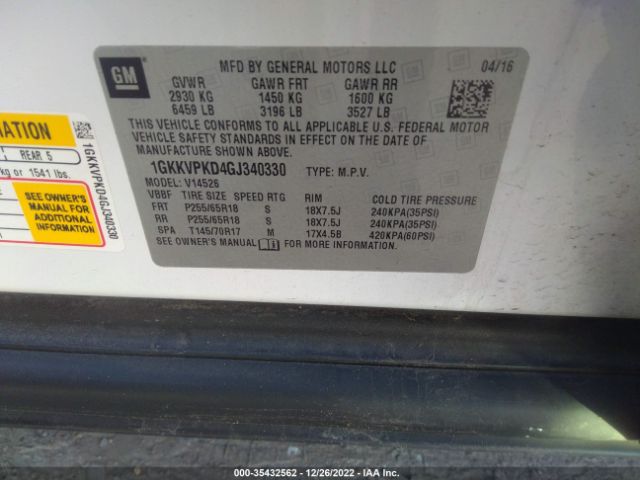 GM
MFD BY GENERAL MOTORS LLC
04/16
GVWR GAWR FRT GAWR RR
2930 KG 1450 KG 1600 KG
6459 LB 3196 LB 3527 LB
THIS VEHICLE CONFORMS TO ALL APPLICABLE U.S. FEDERAL MOTOR
VEHICLE SAFETY STANDARDS IN EFFECT ON THE DATE OF
MANUFACTURE SHOWN ABOVE.
1GKKVPKD4GJ340330 TYPE: M.P.V.
MODEL: V14526
VBBF TIRE SIZE SPEED RTG RIM COLD TIRE PRESSURE
FRT P255/65R18 S 18X7.5J 240KPA(35PSI)
RR P255/65R18 S 18X7.5J 240KPA(35PSI)
SPA T145/70R17 M 17X4.5B 420KPA(60PSI)
SEE OWNER'S MANUAL FOR ADDITIONAL INFORMATION.
REAR 5
kg or 1541 lbs.
SEE OWNER'S
MANUAL FOR
ADDITIONAL
INFORMATION
1GKKVPKD4GJ340330
000-35432562 - 12/26/2022 - IAA Inc.